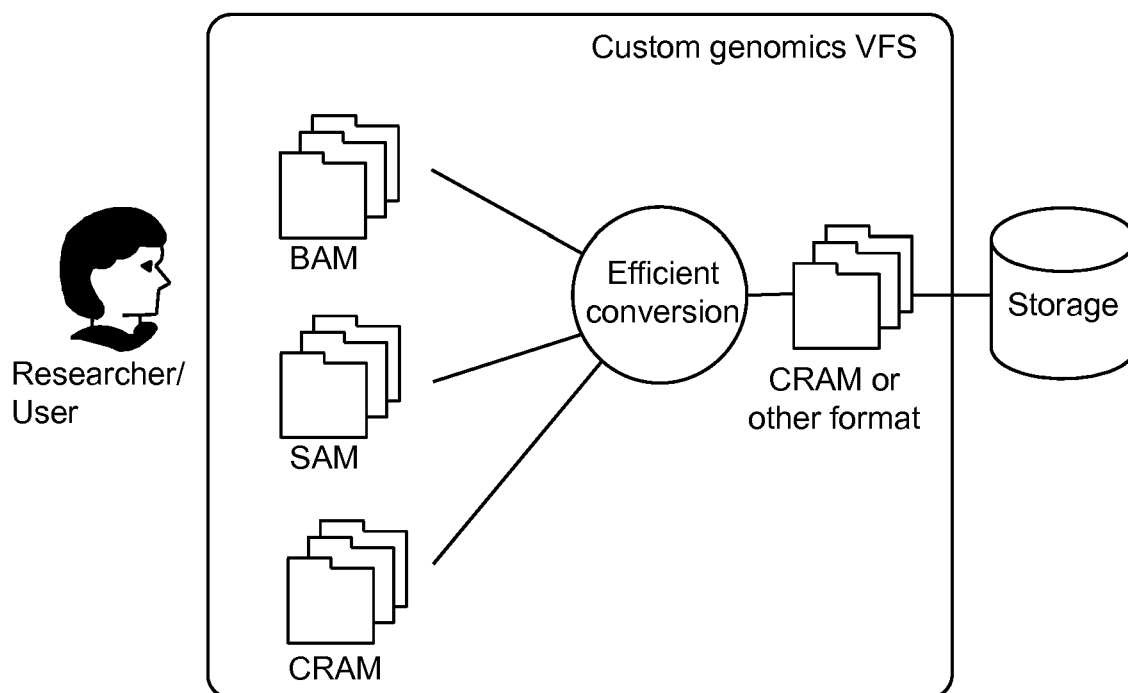 Custom genomics VFS
BAM
Efficient
conversion
Storage
Researcher/
User
CRAM or
other format
SAM
CRAM